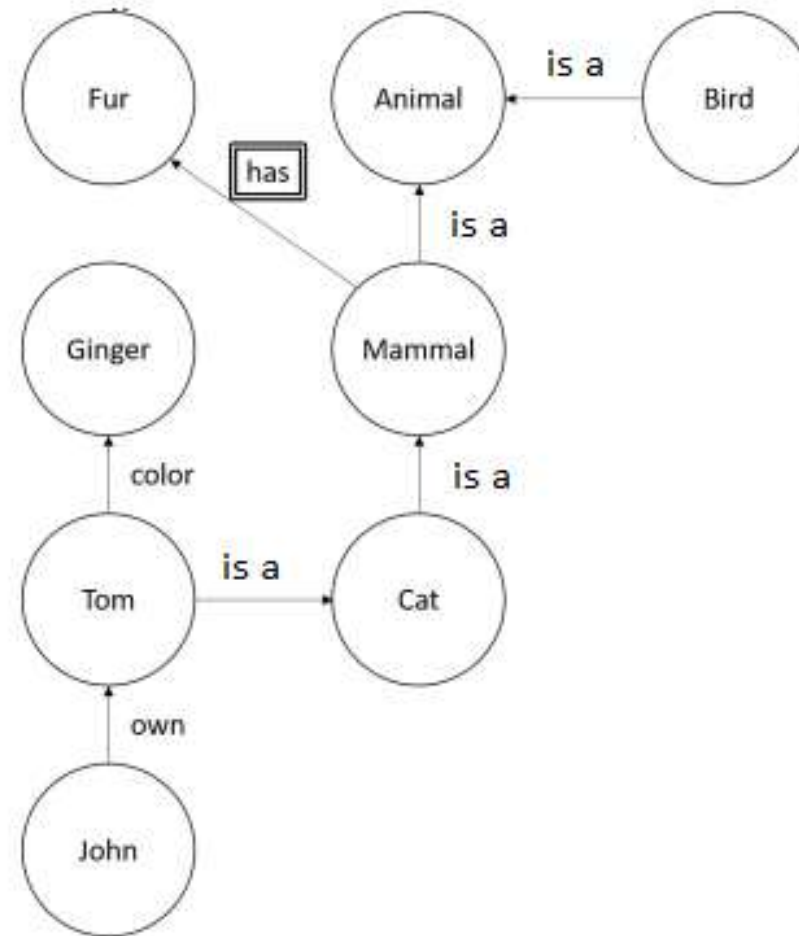 Fur
Animal
is a
Bird
has
is a
Ginger
Mammal
color
is a
Tom
is a
Cat
own
John